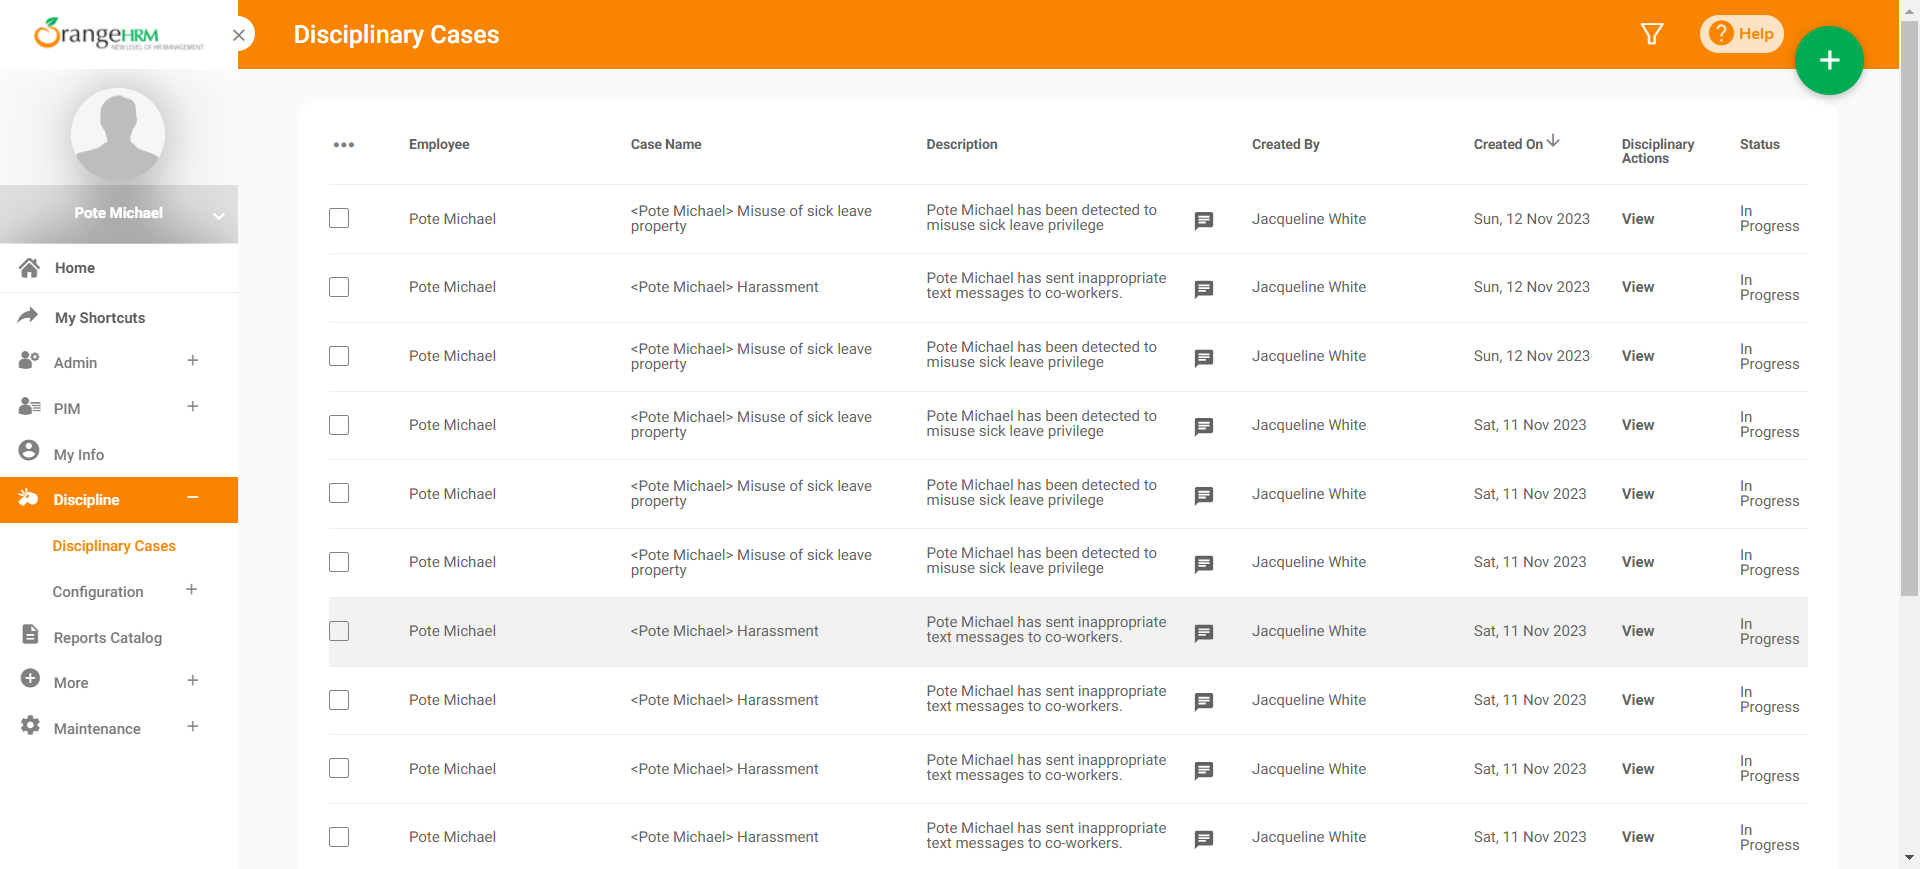 OrangeHRM
NEW LEVEL OF HR MANAGEMENT
Disciplinary Cases
? Help
+
Pote Michael
Home
My Shortcuts
Admin +
PIM +
My Info
Discipline −
Disciplinary Cases
Configuration +
Reports Catalog
More +
Maintenance +
Employee Case Name Description Created By Created On Disciplinary Status
Actions
Pote Michael <Pote Michael> Misuse of sick leave Pote Michael has been detected to Jacqueline White Sun, 12 Nov 2023 View In
property misuse sick leave privilege Progress
Pote Michael <Pote Michael> Harassment Pote Michael has sent inappropriate Jacqueline White Sun, 12 Nov 2023 View In
text messages to co-workers. Progress
Pote Michael <Pote Michael> Misuse of sick leave Pote Michael has been detected to Jacqueline White Sun, 12 Nov 2023 View In
property misuse sick leave privilege Progress
Pote Michael <Pote Michael> Misuse of sick leave Pote Michael has been detected to Jacqueline White Sat, 11 Nov 2023 View In
property misuse sick leave privilege Progress
Pote Michael <Pote Michael> Misuse of sick leave Pote Michael has been detected to Jacqueline White Sat, 11 Nov 2023 View In
property misuse sick leave privilege Progress
Pote Michael <Pote Michael> Misuse of sick leave Pote Michael has been detected to Jacqueline White Sat, 11 Nov 2023 View In
property misuse sick leave privilege Progress
Pote Michael <Pote Michael> Harassment Pote Michael has sent inappropriate Jacqueline White Sat, 11 Nov 2023 View In
text messages to co-workers. Progress
Pote Michael <Pote Michael> Harassment Pote Michael has sent inappropriate Jacqueline White Sat, 11 Nov 2023 View In
text messages to co-workers. Progress
Pote Michael <Pote Michael> Harassment Pote Michael has sent inappropriate Jacqueline White Sat, 11 Nov 2023 View In
text messages to co-workers. Progress
Pote Michael <Pote Michael> Harassment Pote Michael has sent inappropriate Jacqueline White Sat, 11 Nov 2023 View In
text messages to co-workers. Progress